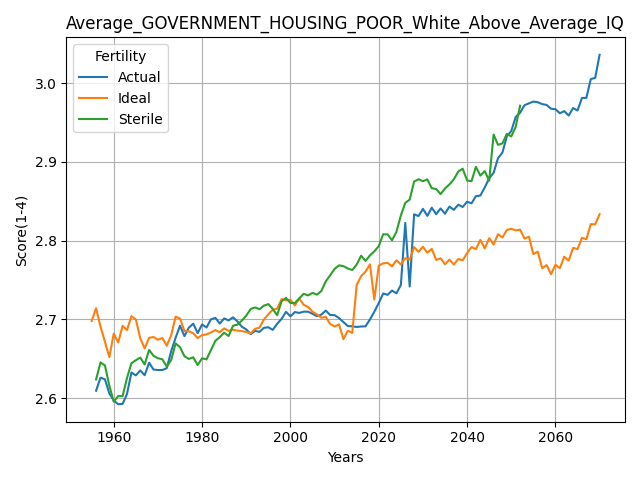 Average_GOVERNMENT_HOUSING_POOR_White_Above_Average_IQ
Fertility
Actual
Ideal
Sterile
Score(1-4)
3.0
2.9
2.8
2.7
2.6
1960 1980 2000 2020 2040 2060
Years